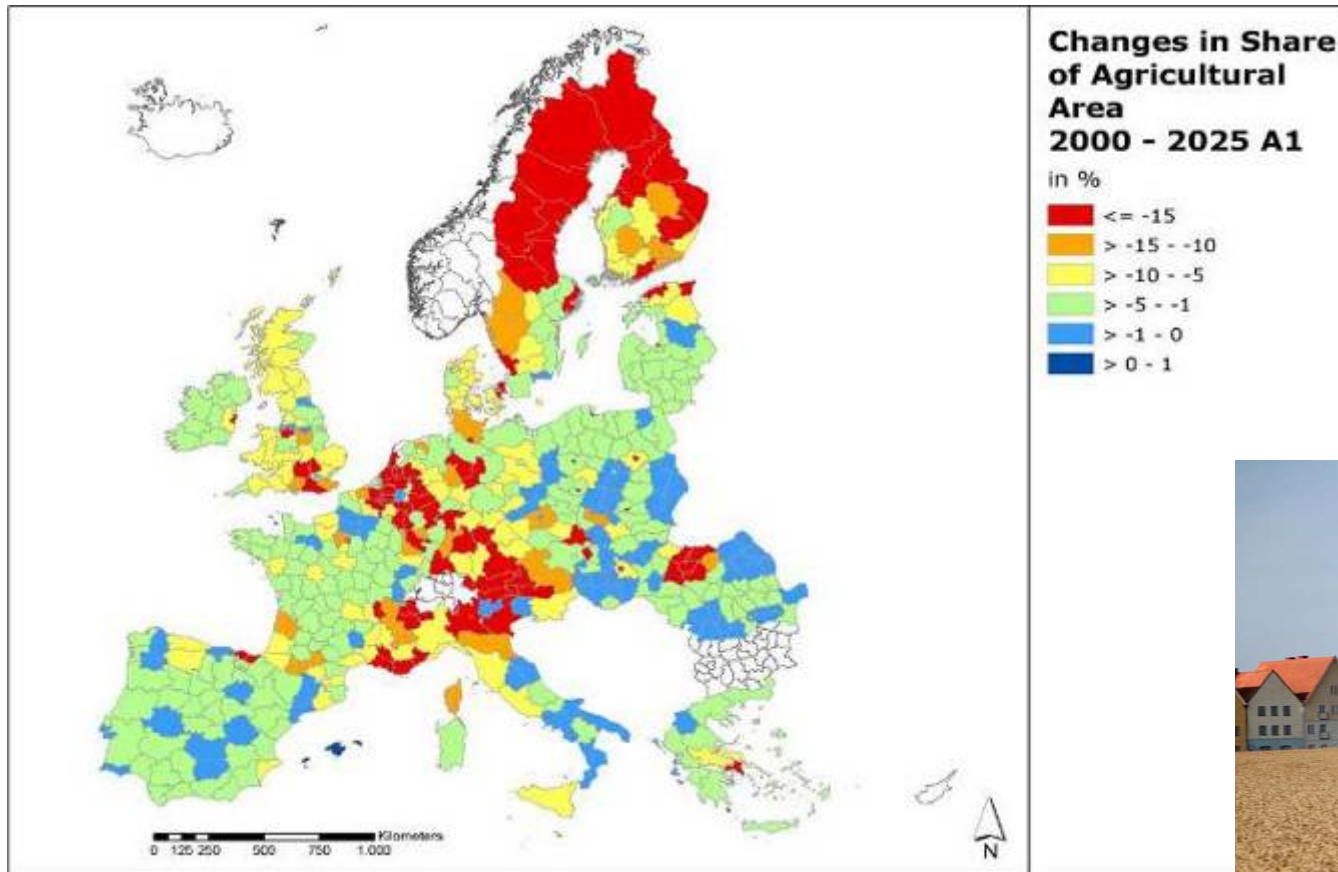 Changes in Share
of Agricultural
Area
2000 - 2025 A1
in %
<= -15
> -15 - -10
> -10 - -5
> -5 - -1
> -1 - 0
> 0 - 1
Kilometers
0 125 250 500 750 1.000
N